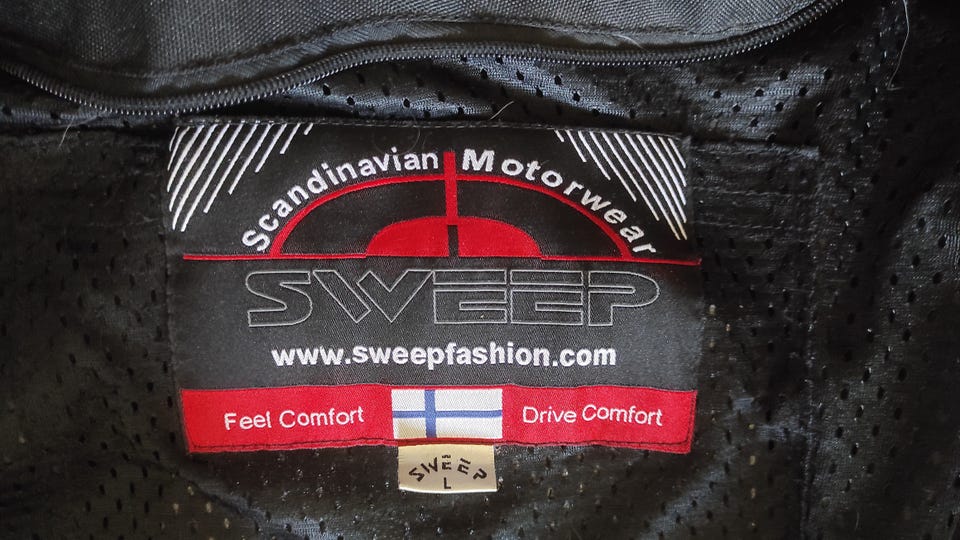 Scandinavian Motorwear
SWEEP
www.sweepfashion.com
Feel Comfort Drive Comfort
SWEEP
L